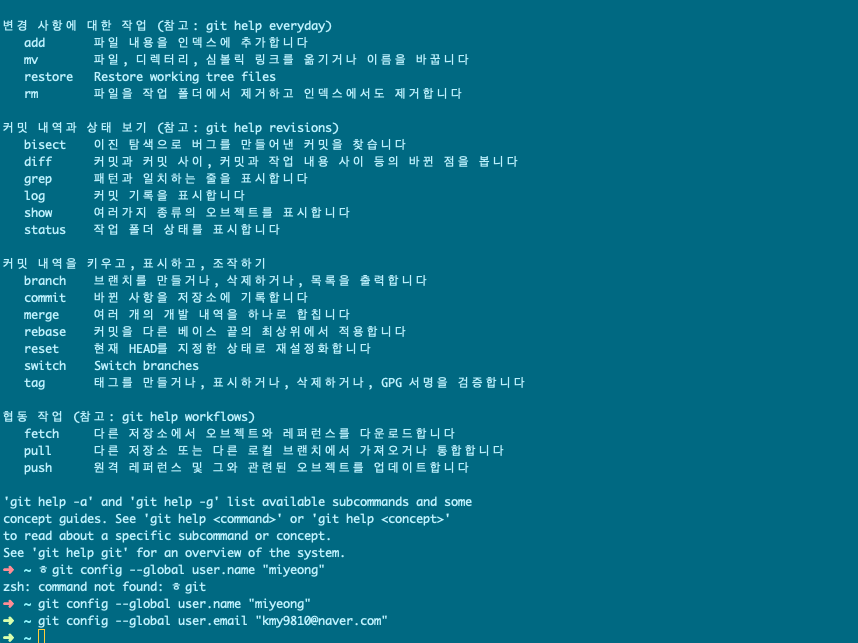 변경 사항에 대한 작업 (참고: git help everyday)
add 파일 내용을 인덱스에 추가합니다
mv 파일, 디렉터리, 심볼릭 링크를 옮기거나 이름을 바꿉니다
restore Restore working tree files
rm 파일을 작업 폴더에서 제거하고 인덱스에서도 제거합니다
커밋 내역과 상태 보기 (참고: git help revisions)
bisect 이진 탐색으로 버그를 만들어낸 커밋을 찾습니다
diff 커밋과 커밋 사이, 커밋과 작업 내용 사이 등의 바뀐 점을 봅니다
grep 패턴과 일치하는 줄을 표시합니다
log 커밋 기록을 표시합니다
show 여러가지 종류의 오브젝트를 표시합니다
status 작업 폴더 상태를 표시합니다
커밋 내역을 키우고, 표시하고, 조작하기
branch 브랜치를 만들거나, 삭제하거나, 목록을 출력합니다
commit 바뀐 사항을 저장소에 기록합니다
merge 여러 개의 개발 내역을 하나로 합칩니다
rebase 커밋을 다른 베이스 끝의 최상위에서 적용합니다
reset 현재 HEAD를 지정한 상태로 재설정화합니다
switch Switch branches
tag 태그를 만들거나, 표시하거나, 삭제하거나, GPG 서명을 검증합니다
협동 작업 (참고: git help workflows)
fetch 다른 저장소에서 오브젝트와 레퍼런스를 다운로드합니다
pull 다른 저장소 또는 다른 로컬 브랜치에서 가져오거나 통합합니다
push 원격 레퍼런스 및 그와 관련된 오브젝트를 업데이트합니다
'git help -a' and 'git help -g' list available subcommands and some
concept guides. See 'git help <command>' or 'git help <concept>'
to read about a specific subcommand or concept.
See 'git help git' for an overview of the system.
➜ ~ ㅎgit config --global user.name "miyeong"
zsh: command not found: ㅎgit
➜ ~ git config --global user.name "miyeong"
➜ ~ git config --global user.email "kmy9810@naver.com"
➜ ~